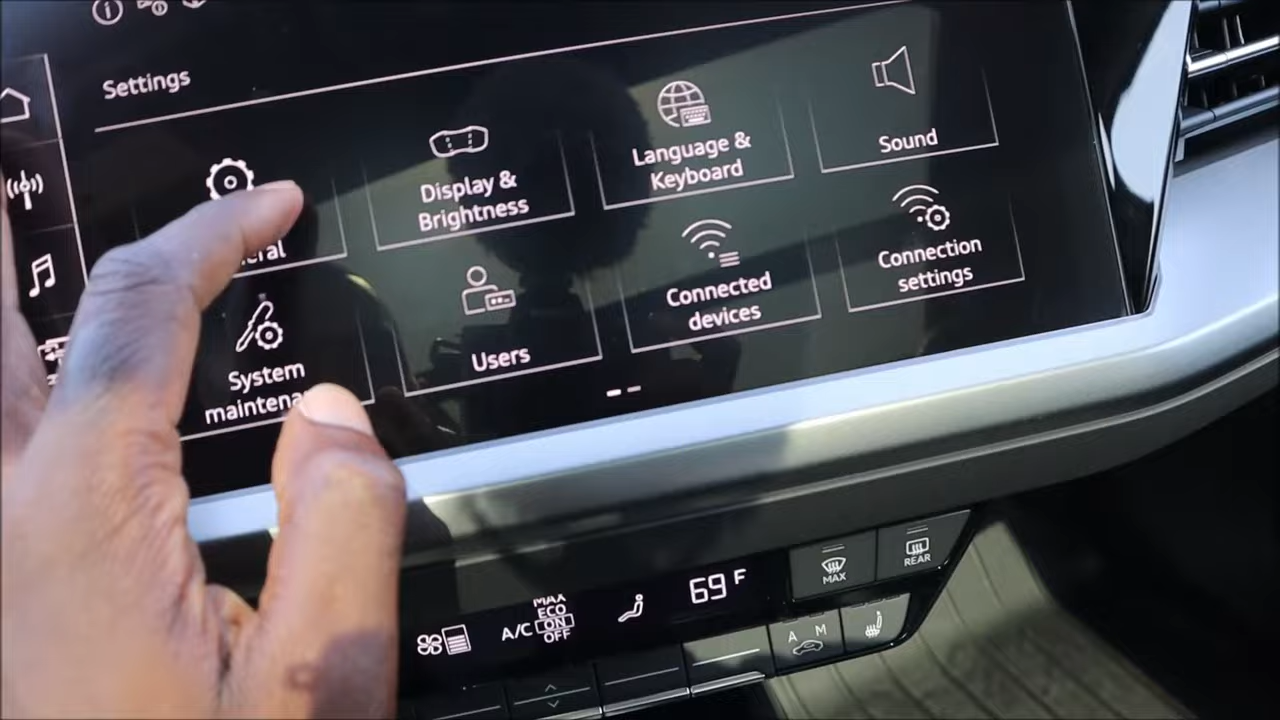 Settings
Display &
Brightness
Language &
Keyboard
Sound
System
Users
Connected
devices
Connection
settings
69 F
MAX
ECO
A/C ON
OFF
MAX
REAR
A M